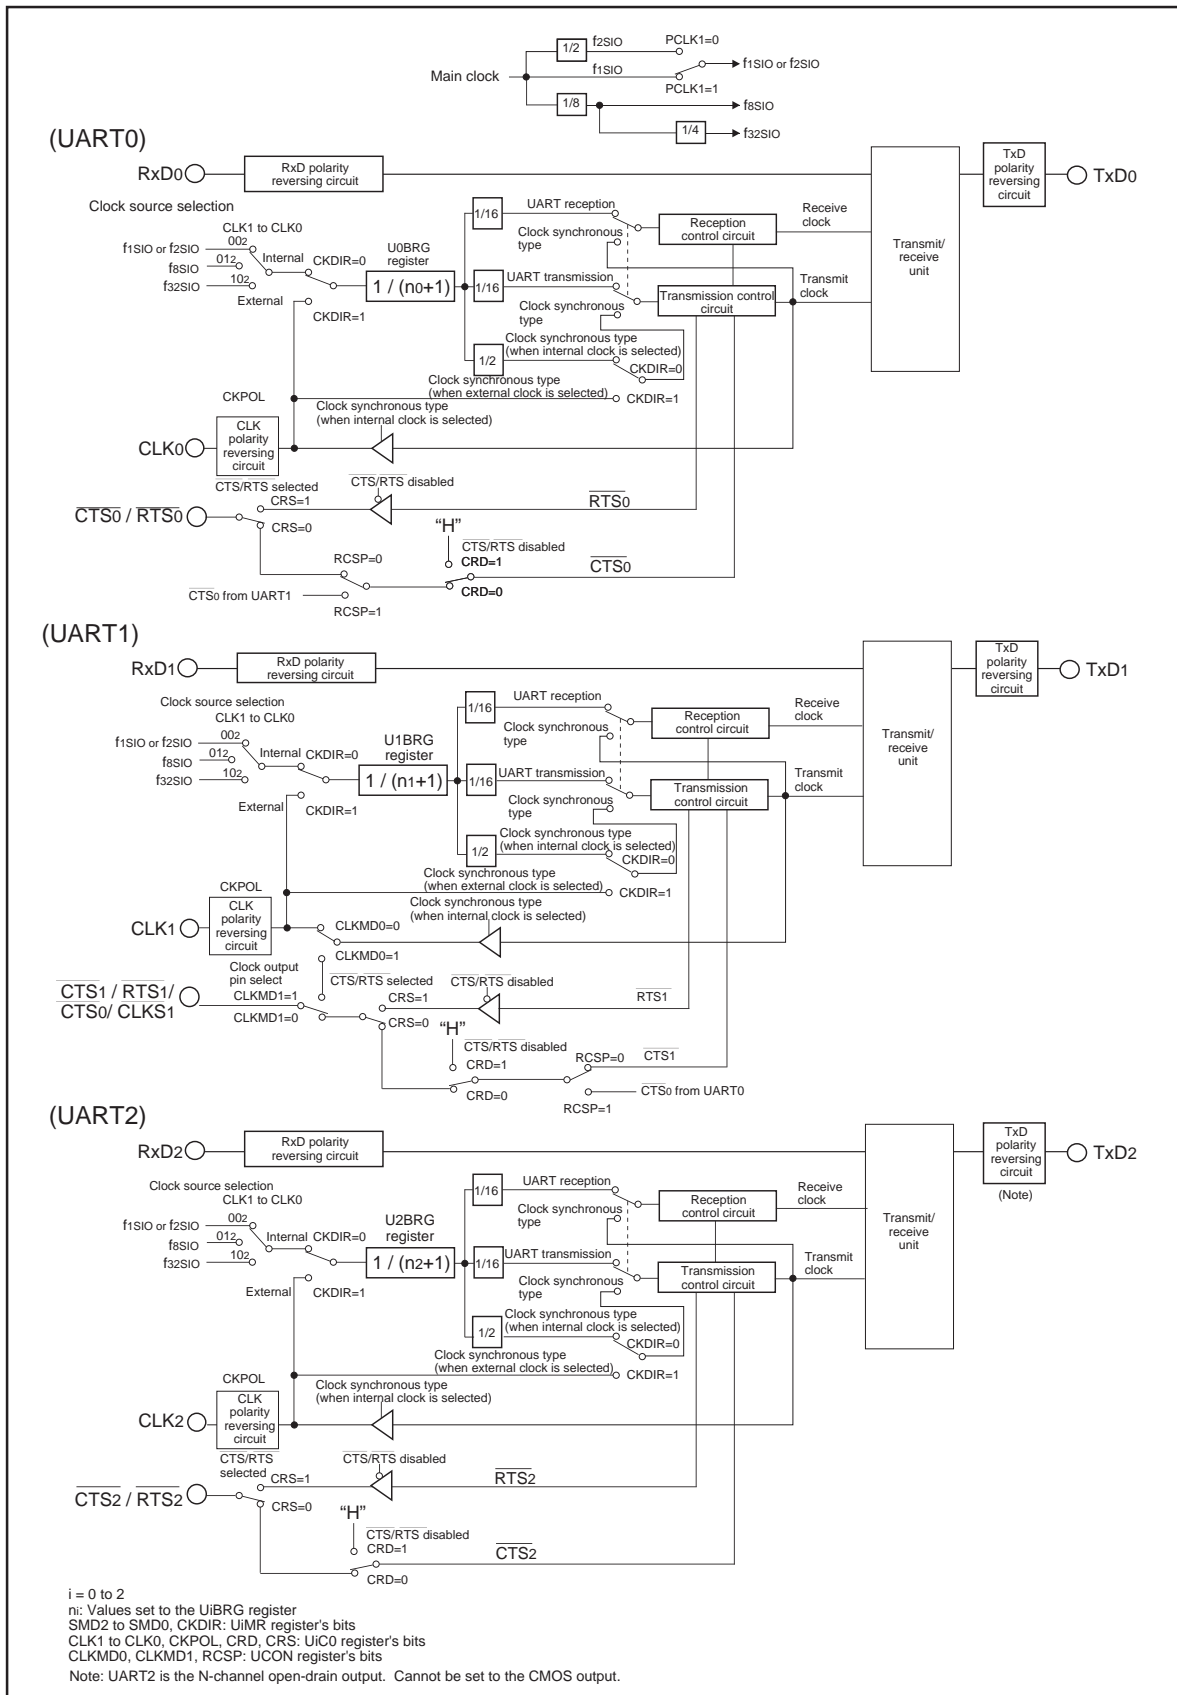 1/2
f2SIO
PCLK1=0
Main clock
f1SIO
f1SIO or f2SIO
PCLK1=1
1/8
f8SIO
1/4
f32SIO
(UART0)
RxD0
RxD polarity
reversing circuit
TxD
polarity
reversing
circuit
TxD0
Clock source selection
CLK1 to CLK0
002
f1SIO or f2SIO
012
f8SIO
102
f32SIO
Internal
External
CKDIR=0
CKDIR=1
U0BRG
register
1 / (n0+1)
1/16
UART reception
Clock synchronous
type
Reception
control circuit
Receive
clock
Transmit/
receive
unit
1/16
UART transmission
Clock synchronous
type
Transmission control
circuit
Transmit
clock
Clock synchronous type
(when internal clock is selected)
1/2
CKDIR=0
Clock synchronous type
(when external clock is selected)
CKDIR=1
CKPOL
Clock synchronous type
(when internal clock is selected)
CLK0
CLK
polarity
reversing
circuit
CTS/RTS selected
CTS/RTS disabled
CRS=1
RTS0
CTS0 / RTS0
CRS=0
“H”
CTS/RTS disabled
RCSP=0
CRD=1
CTS0
CRD=0
CTS0 from UART1
RCSP=1
(UART1)
RxD1
RxD polarity
reversing circuit
TxD
polarity
reversing
circuit
TxD1
Clock source selection
CLK1 to CLK0
002
f1SIO or f2SIO
012
f8SIO
102
f32SIO
Internal
External
CKDIR=0
CKDIR=1
U1BRG
register
1 / (n1+1)
1/16
UART reception
Clock synchronous
type
Reception
control circuit
Receive
clock
Transmit/
receive
unit
1/16
UART transmission
Clock synchronous
type
Transmission
control circuit
Transmit
clock
Clock synchronous type
(when internal clock is selected)
1/2
CKDIR=0
Clock synchronous type
(when external clock is selected)
CKDIR=1
CKPOL
Clock synchronous type
(when internal clock is selected)
CLK1
CLK
polarity
reversing
circuit
CLKMD0=0
CLKMD0=1
Clock output
pin select
CTS/RTS selected
CTS/RTS disabled
CTS1 / RTS1/
CTS0/ CLKS1
CLKMD1=1
CLKMD1=0
CRS=1
RTS1
CRS=0
“H”
CTS/RTS disabled
CRD=1
RCSP=0
CTS1
CRD=0
CTS0 from UART0
RCSP=1
(UART2)
RxD2
RxD polarity
reversing circuit
TxD
polarity
reversing
circuit
(Note)
TxD2
Clock source selection
CLK1 to CLK0
002
f1SIO or f2SIO
012
f8SIO
102
f32SIO
Internal
External
CKDIR=0
CKDIR=1
U2BRG
register
1 / (n2+1)
1/16
UART reception
Clock synchronous
type
Reception
control circuit
Receive
clock
Transmit/
receive
unit
1/16
UART transmission
Clock synchronous
type
Transmission
control circuit
Transmit
clock
Clock synchronous type
(when internal clock is selected)
1/2
CKDIR=0
Clock synchronous type
(when external clock is selected)
CKDIR=1
CKPOL
Clock synchronous type
(when internal clock is selected)
CLK2
CLK
polarity
reversing
circuit
CTS/RTS
selected
CTS/RTS disabled
CRS=1
RTS2
CTS2 / RTS2
CRS=0
“H”
CTS/RTS disabled
CRD=1
CTS2
CRD=0
i = 0 to 2
ni: Values set to the UiBRG register
SMD2 to SMD0, CKDIR: UiMR register's bits
CLK1 to CLK0, CKPOL, CRD, CRS: UiC0 register's bits
CLKMD0, CLKMD1, RCSP: UCON register's bits
Note: UART2 is the N-channel open-drain output. Cannot be set to the CMOS output.